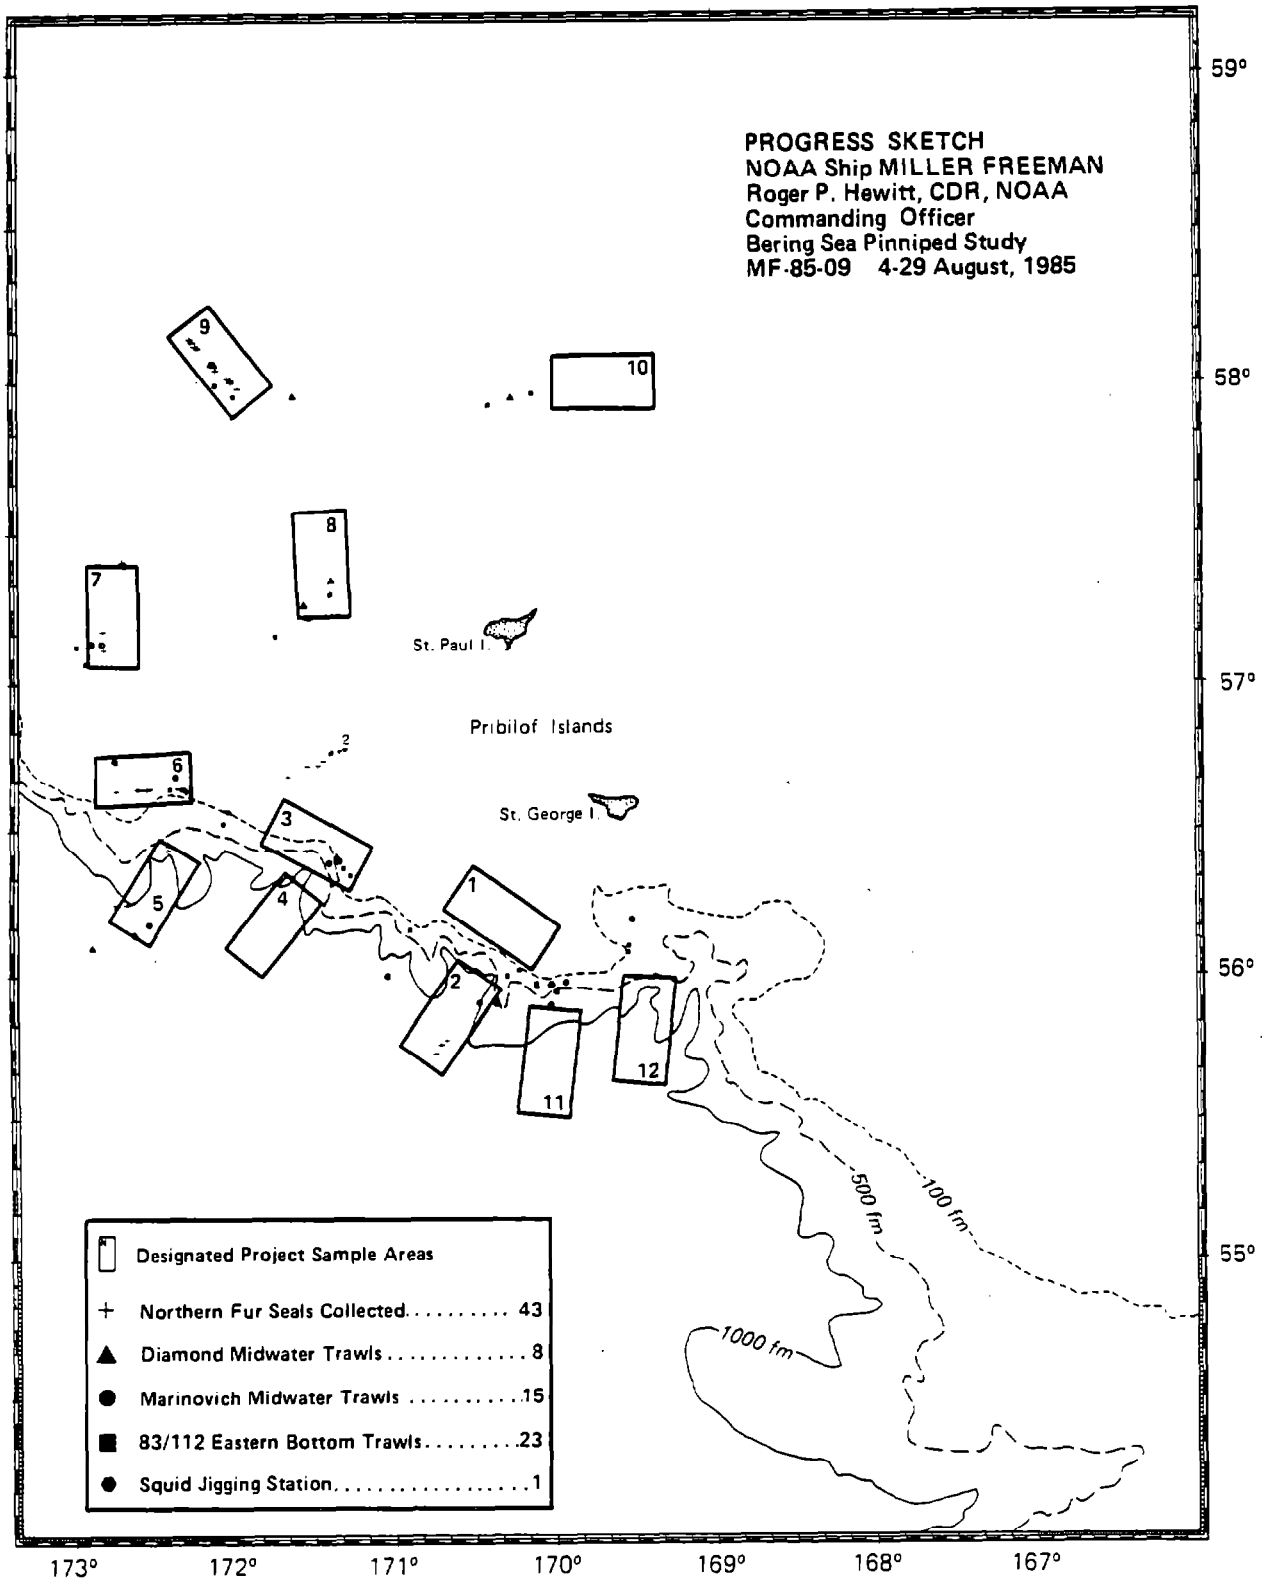 59°
PROGRESS SKETCH
NOAA Ship MILLER FREEMAN
Roger P. Hewitt, CDR, NOAA
Commanding Officer
Bering Sea Pinniped Study
MF-85-09 4-29 August, 1985
9
10
58°
8
7
St. Paul I.
57°
Pribilof Islands
2
6
St. George I.
3
1
4
5
56°
2
12
11
500 fm
100 fm
55°
1000 fm
Designated Project Sample Areas
Northern Fur Seals Collected.......... 43
Diamond Midwater Trawls............. 8
Marinovich Midwater Trawls ..........15
83/112 Eastern Bottom Trawls.........23
Squid Jigging Station..................1
173° 172° 171° 170° 169° 168° 167°